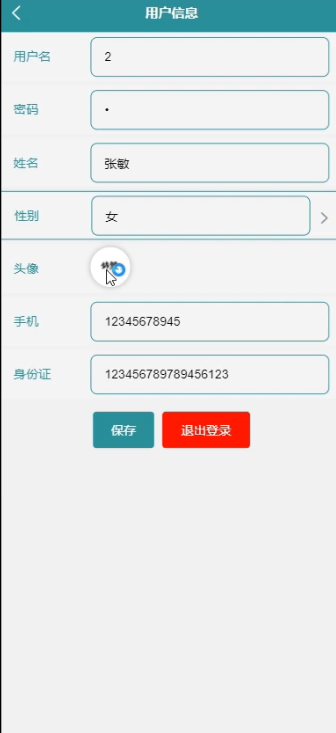 用户信息
用户名 2
密码 •
姓名 张敏
性别 女
头像
手机 12345678945
身份证 123456789789456123
保存 退出登录